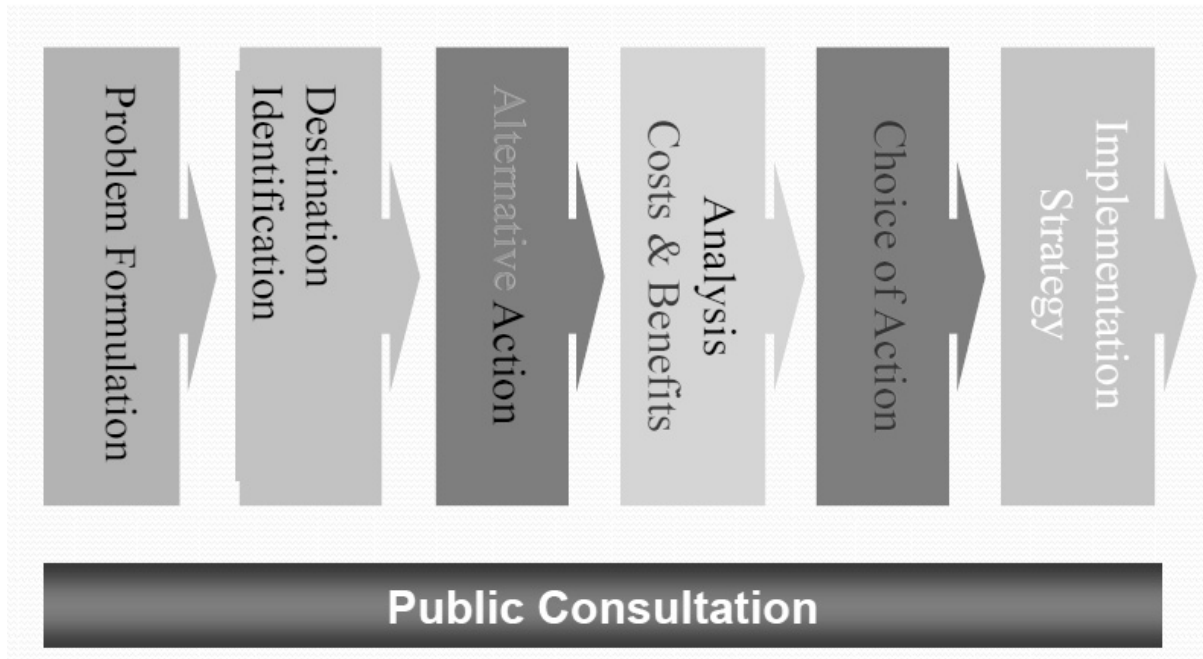 Problem Formulation
Destination
Identification
Alternative Action
Analysis
Costs & Benefits
Choice of Action
Implementation
Strategy
Public Consultation